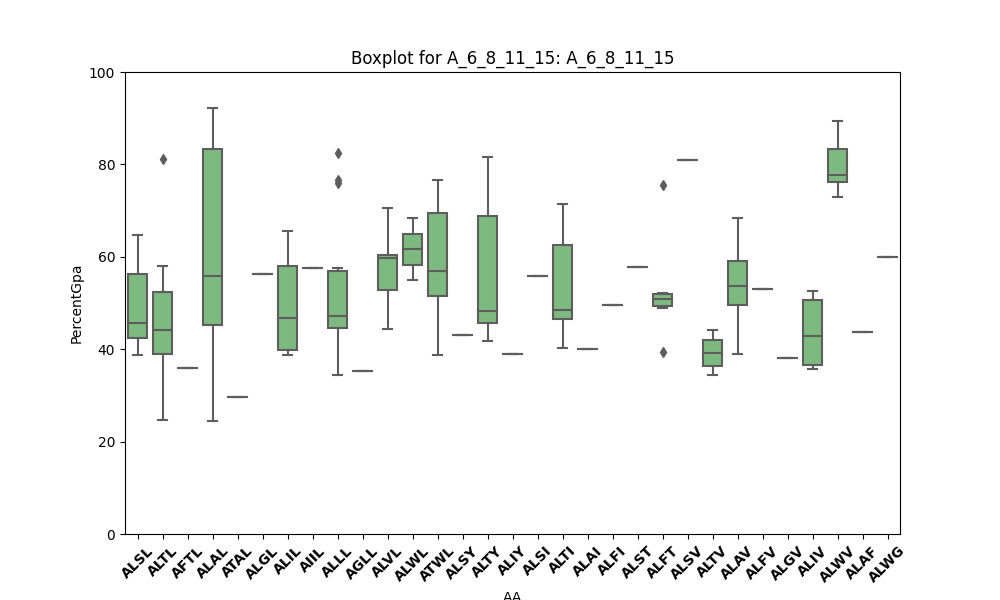 Boxplot for A_6_8_11_15: A_6_8_11_15
100
80
60
40
20
0
PercentGpa
ALSL ALTL AFTL ALAL ATAL ALGL ALIL AIIL ALLL AGLL ALVL ALWL ATWL ALSY ALTY ALIY ALSI ALTI ALAI ALFI ALST ALFT ALSV ALTV ALAV ALFV ALGV ALIV ALWV ALAF ALWG
AA